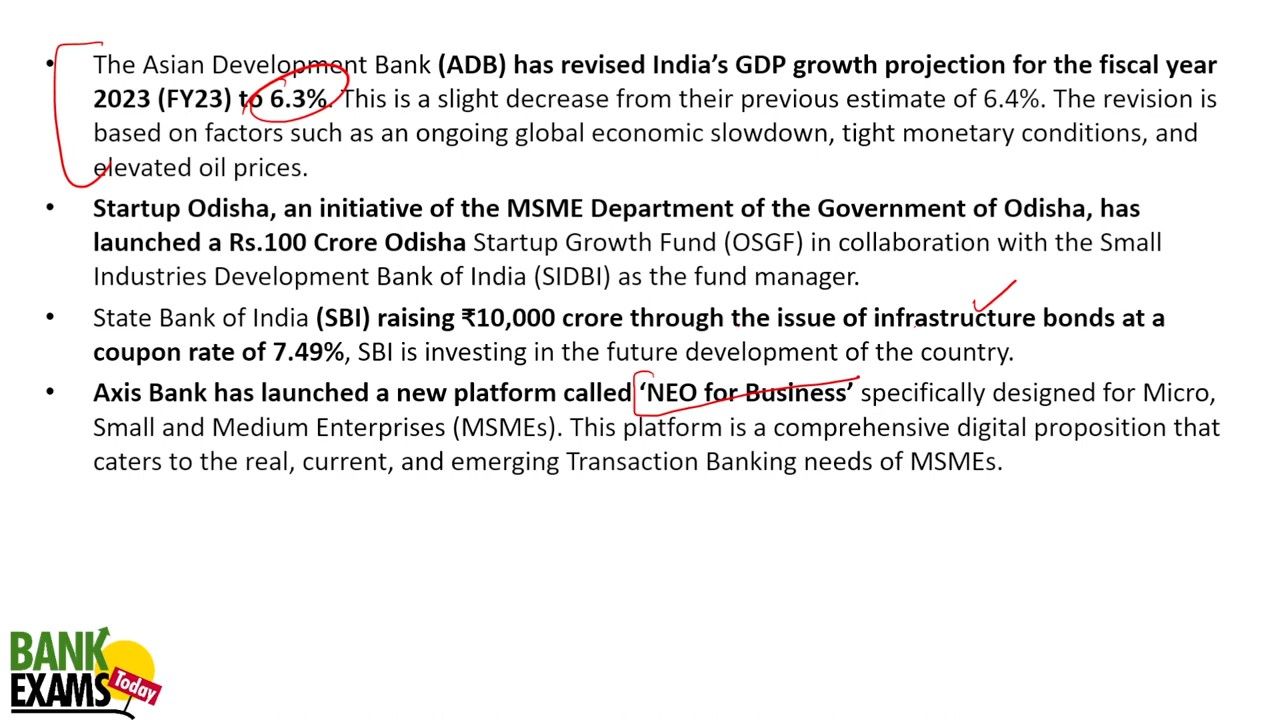 • The Asian Development Bank (ADB) has revised India’s GDP growth projection for the fiscal year
2023 (FY23) to 6.3%. This is a slight decrease from their previous estimate of 6.4%. The revision is
based on factors such as an ongoing global economic slowdown, tight monetary conditions, and
elevated oil prices.
• Startup Odisha, an initiative of the MSME Department of the Government of Odisha, has
launched a Rs.100 Crore Odisha Startup Growth Fund (OSGF) in collaboration with the Small
Industries Development Bank of India (SIDBI) as the fund manager.
• State Bank of India (SBI) raising ₹10,000 crore through the issue of infrastructure bonds at a
coupon rate of 7.49%, SBI is investing in the future development of the country.
• Axis Bank has launched a new platform called ‘NEO for Business’ specifically designed for Micro,
Small and Medium Enterprises (MSMEs). This platform is a comprehensive digital proposition that
caters to the real, current, and emerging Transaction Banking needs of MSMEs.
BANK
EXAMS Today